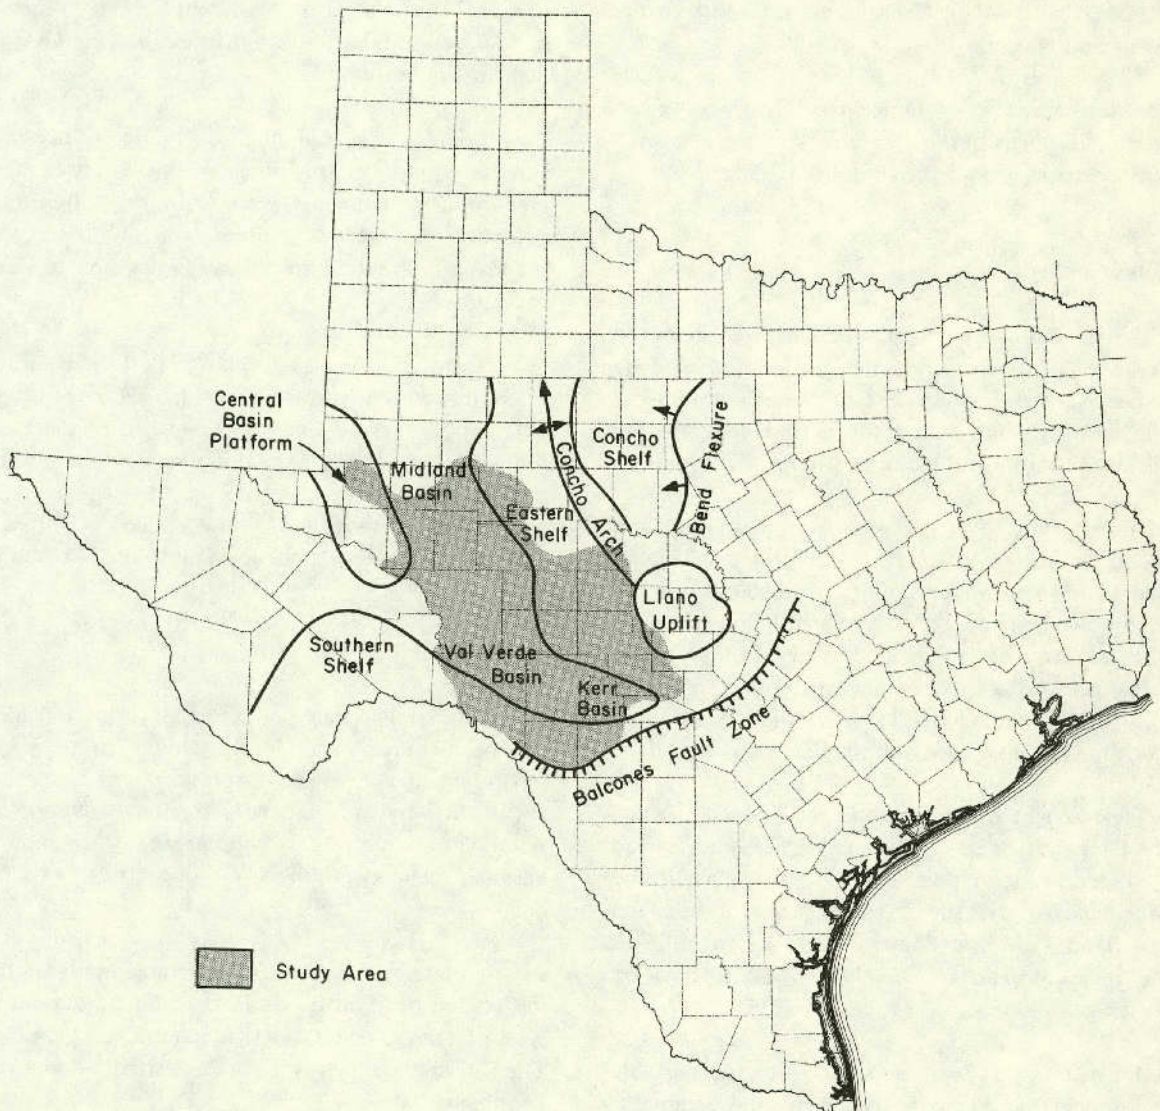 Central
Basin
Platform
Midland
Basin
Concho
Shelf
Bend Flexure
Concho Arch
Eastern
Shelf
Llano
Uplift
Southern
Shelf
Val Verde
Basin
Kerr
Basin
Balcones Fault Zone
Study Area